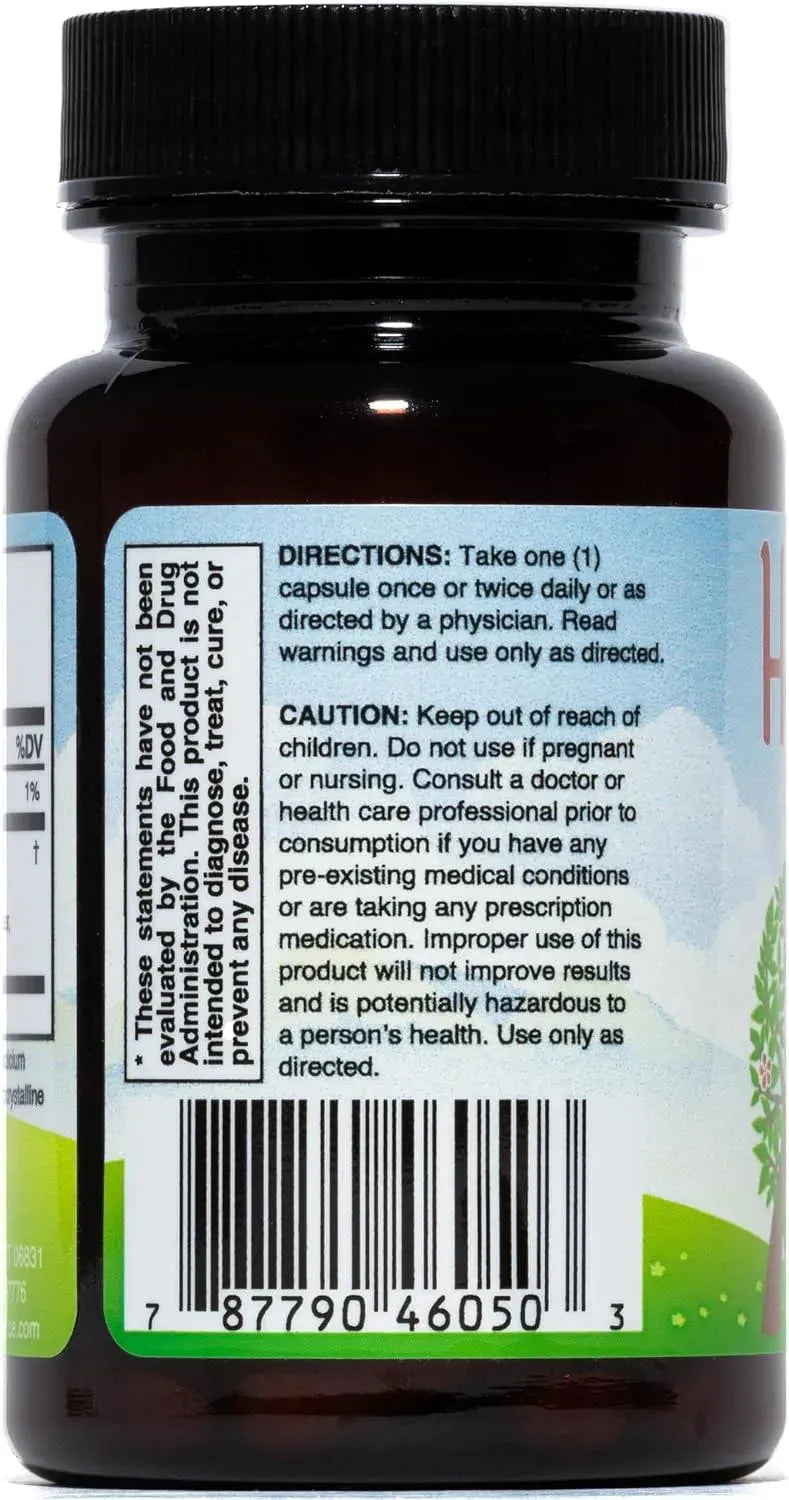 %DV
1%
†
crystalline
06831
7776
.com
* These statements have not been
evaluated by the Food and Drug
Administration. This product is not
intended to diagnose, treat, cure, or
prevent any disease.
DIRECTIONS: Take one (1)
capsule once or twice daily or as
directed by a physician. Read
warnings and use only as directed.
CAUTION: Keep out of reach of
children. Do not use if pregnant
or nursing. Consult a doctor or
health care professional prior to
consumption if you have any
pre-existing medical conditions
or are taking any prescription
medication. Improper use of this
product will not improve results
and is potentially hazardous to
a person's health. Use only as
directed.
7 87790 46050 3
H